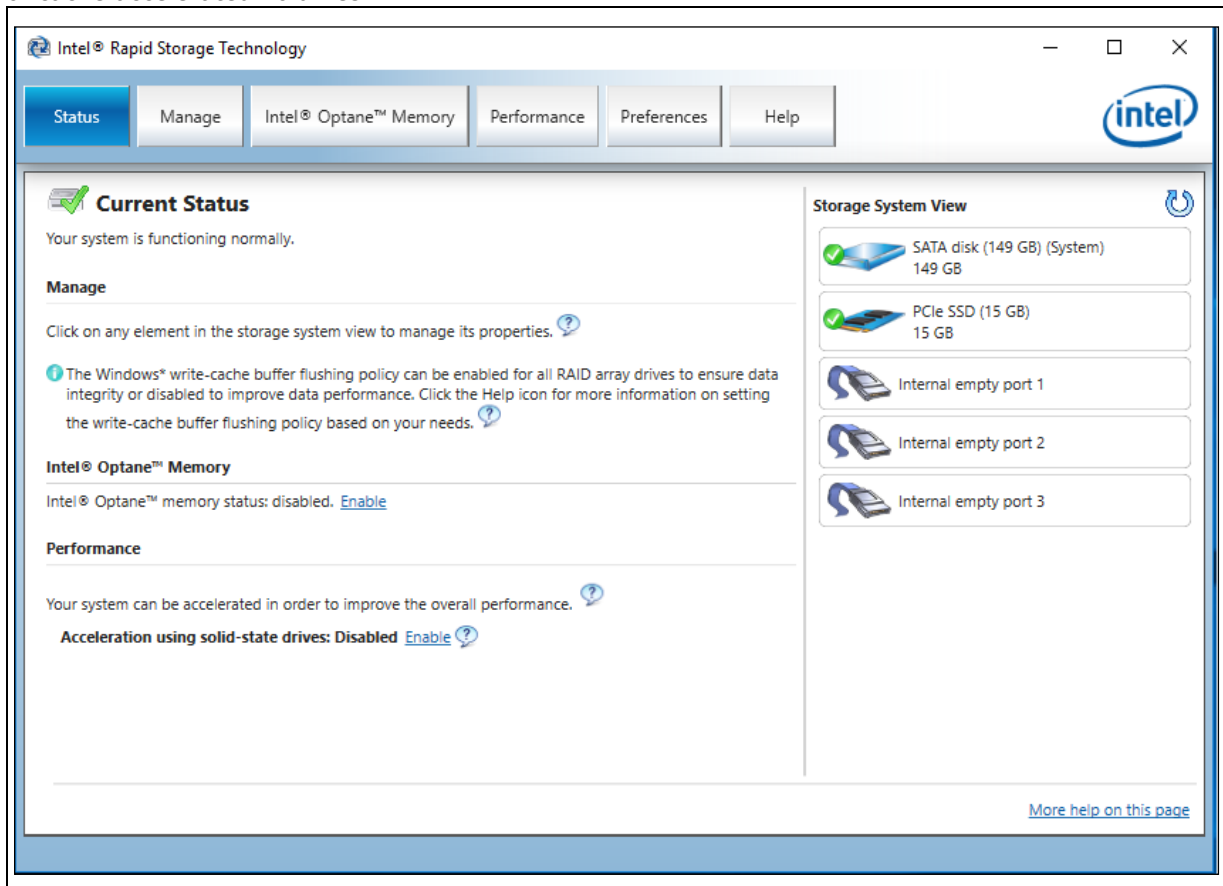 Intel® Rapid Storage Technology
Status
Manage
Intel® Optane™ Memory
Performance
Preferences
Help
intel
Current Status
Your system is functioning normally.
Manage
Click on any element in the storage system view to manage its properties.
The Windows* write-cache buffer flushing policy can be enabled for all RAID array drives to ensure data
integrity or disabled to improve data performance. Click the Help icon for more information on setting
the write-cache buffer flushing policy based on your needs.
Intel® Optane™ Memory
Intel® Optane™ memory status: disabled. Enable
Performance
Your system can be accelerated in order to improve the overall performance.
Acceleration using solid-state drives: Disabled Enable
Storage System View
SATA disk (149 GB) (System)
149 GB
PCIe SSD (15 GB)
15 GB
Internal empty port 1
Internal empty port 2
Internal empty port 3
More help on this page